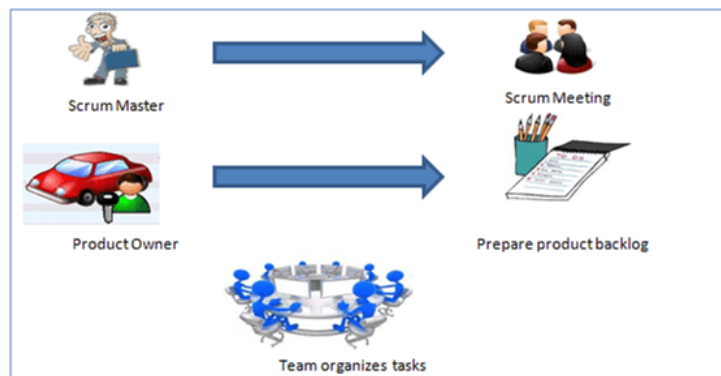 Scrum Master
Scrum Meeting
Product Owner
Prepare product backlog
Team organizes tasks